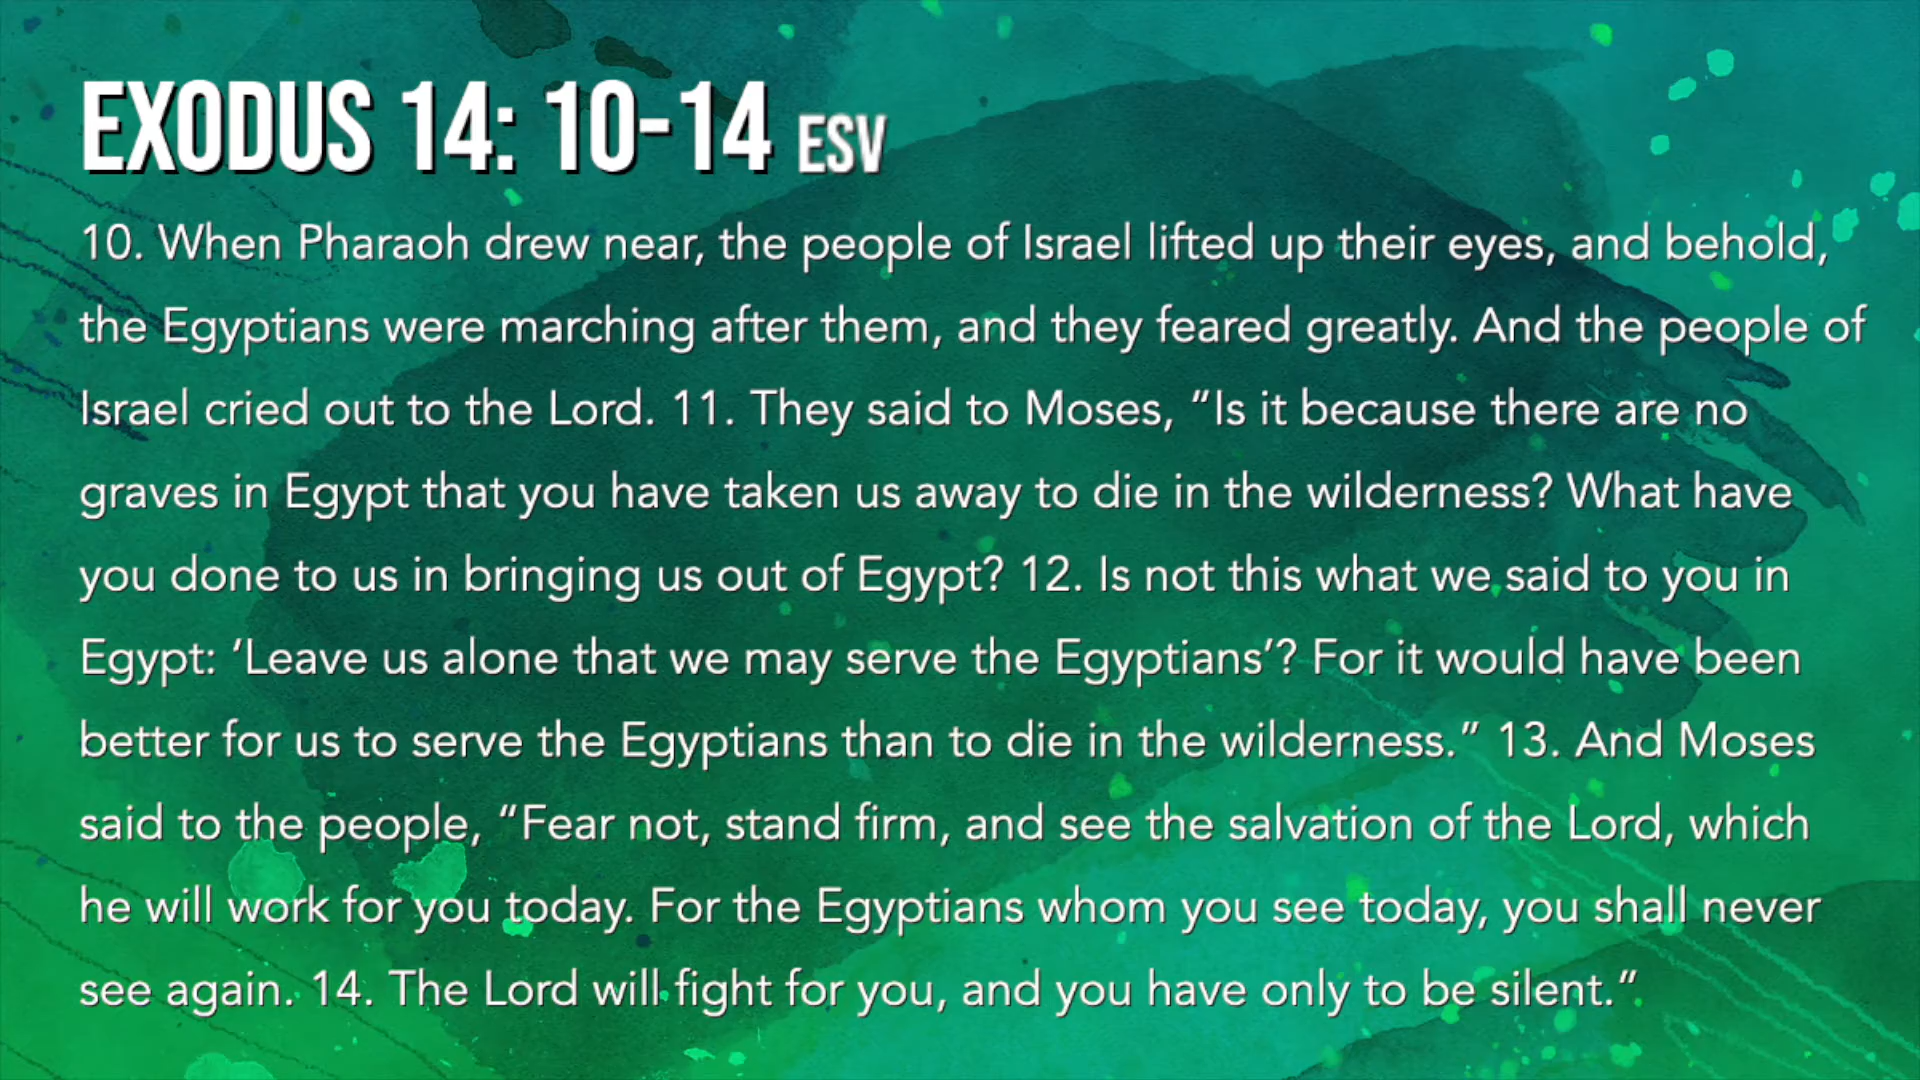 EXODUS 14: 10-14 ESV
10. When Pharaoh drew near, the people of Israel lifted up their eyes, and behold,
the Egyptians were marching after them, and they feared greatly. And the people of
Israel cried out to the Lord. 11. They said to Moses, “Is it because there are no
graves in Egypt that you have taken us away to die in the wilderness? What have
you done to us in bringing us out of Egypt? 12. Is not this what we said to you in
Egypt: ‘Leave us alone that we may serve the Egyptians’? For it would have been
better for us to serve the Egyptians than to die in the wilderness.” 13. And Moses
said to the people, “Fear not, stand firm, and see the salvation of the Lord, which
he will work for you today. For the Egyptians whom you see today, you shall never
see again. 14. The Lord will fight for you, and you have only to be silent.”